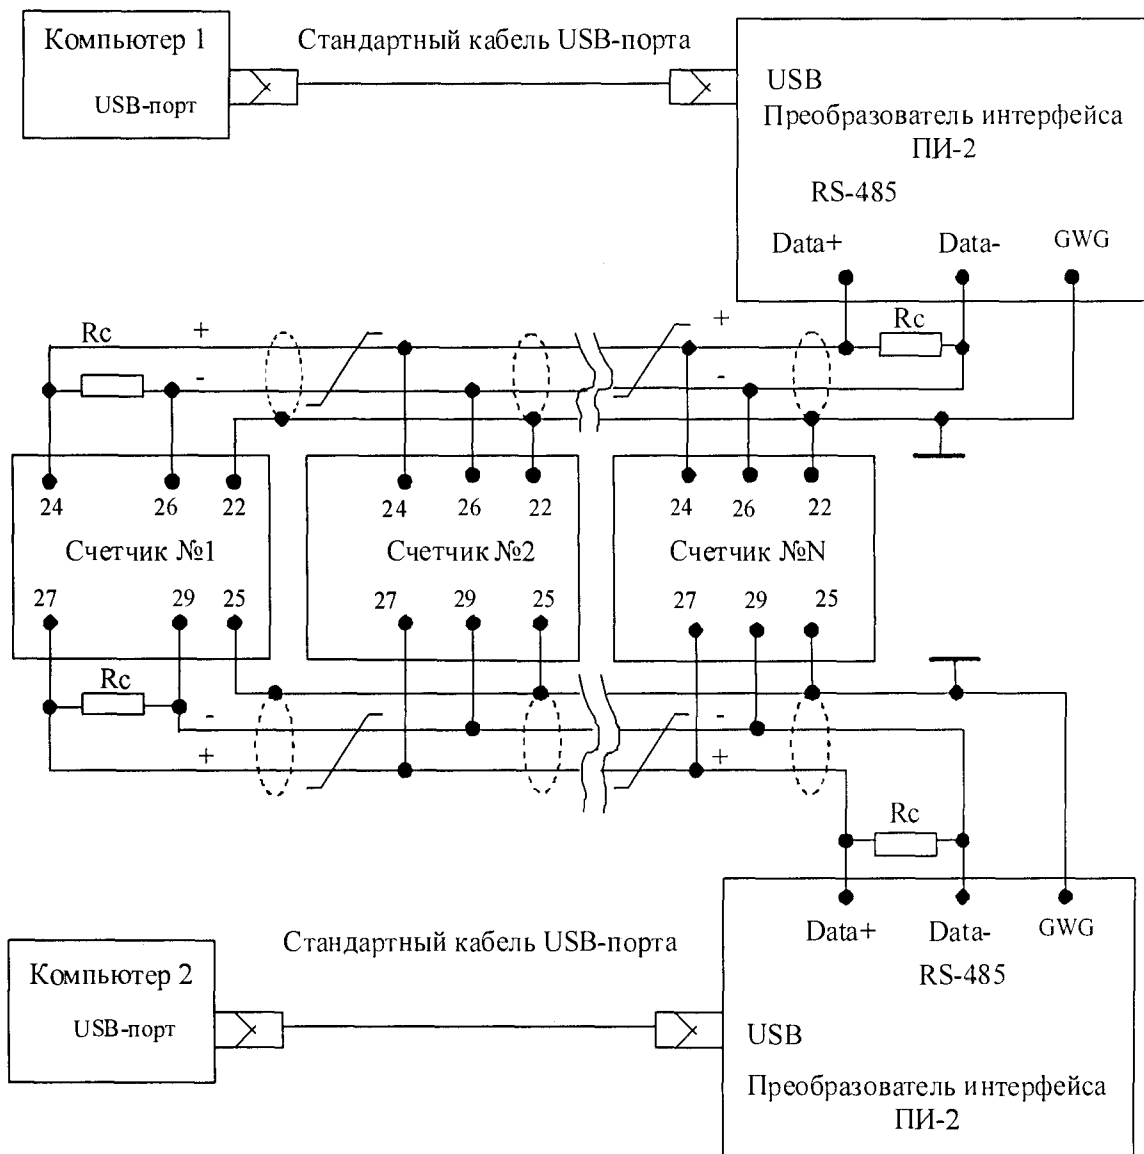 Компьютер 1
USB-порт
Стандартный кабель USB-порта
USB
Преобразователь интерфейса
ПИ-2
RS-485
Data+ Data- GWG
Rc + + Rc
- -
24 26 22 24 26 22 24 26 22
Счетчик №1 Счетчик №2 Счетчик №N
27 29 25 27 29 25 27 29 25
Rc
- -
+ +
Rc
Data+ Data- GWG
RS-485
Стандартный кабель USB-порта
Компьютер 2
USB-порт
USB
Преобразователь интерфейса
ПИ-2